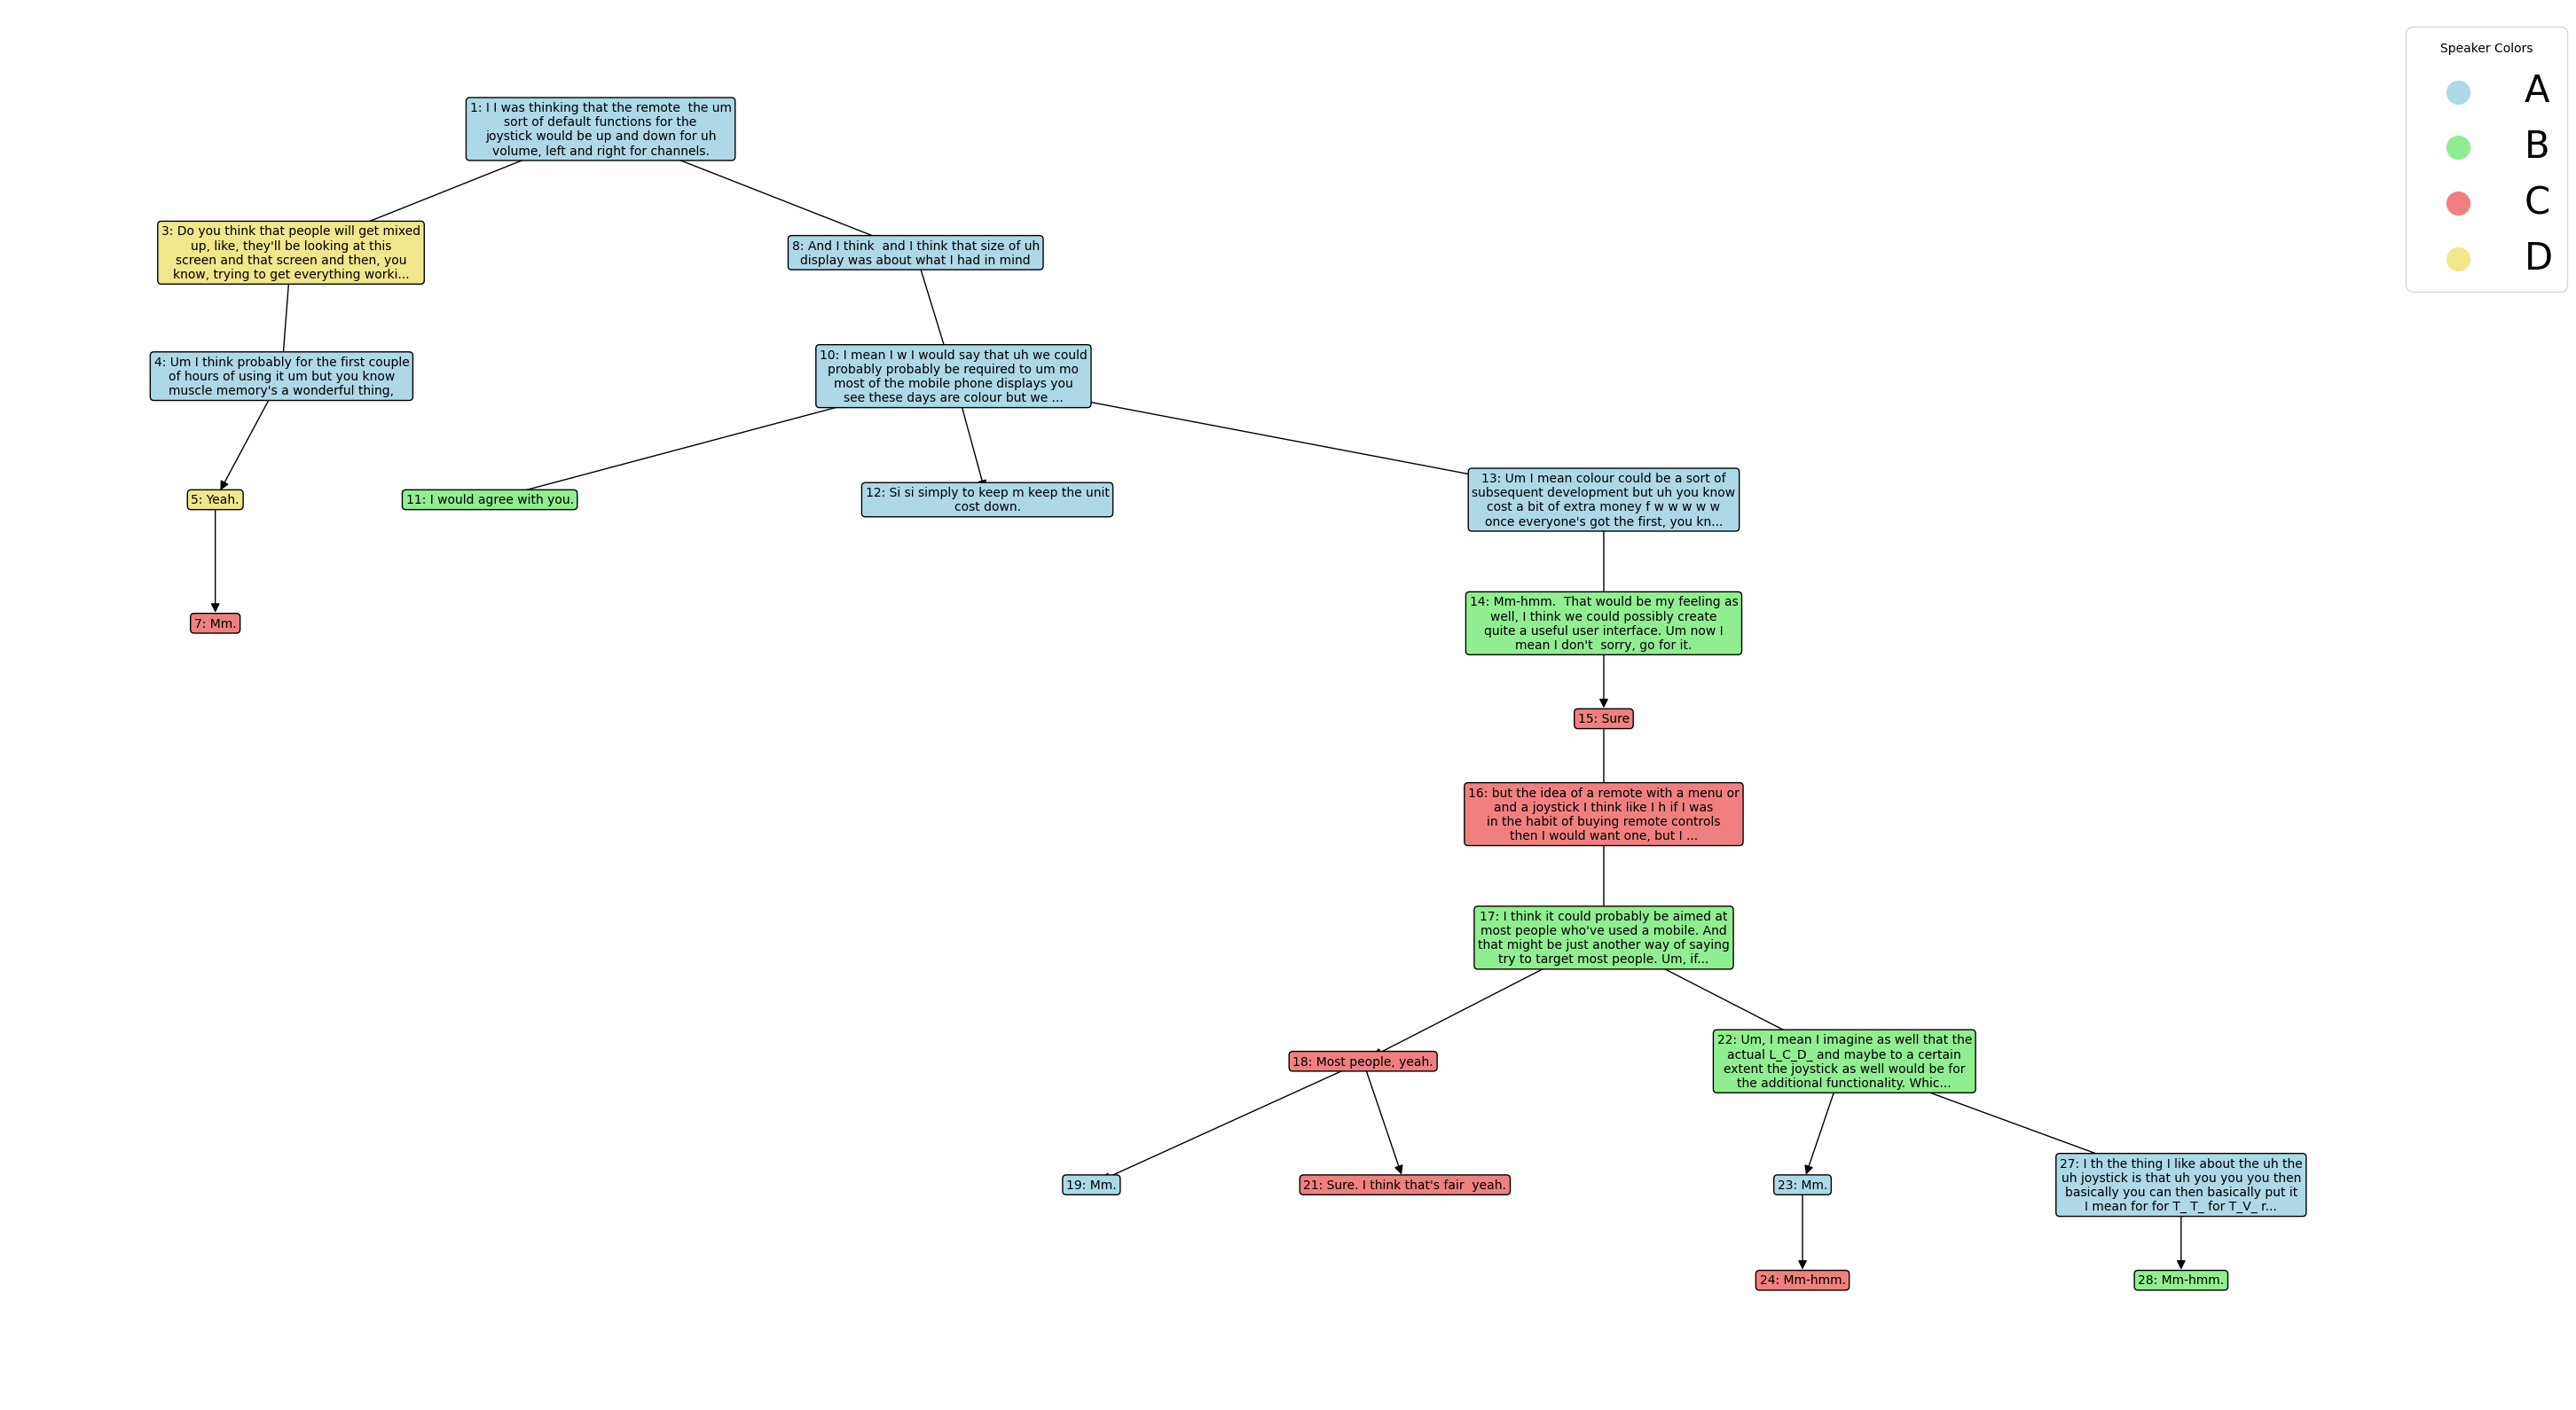 Speaker Colors
A
B
C
D
1: I I was thinking that the remote  the um
sort of default functions for the
joystick would be up and down for uh
volume, left and right for channels.
3: Do you think that people will get mixed
up, like, they'll be looking at this
screen and that screen and then, you
know, trying to get everything worki...
8: And I think  and I think that size of uh
display was about what I had in mind
4: Um I think probably for the first couple
of hours of using it um but you know
muscle memory's a wonderful thing,
10: I mean I w I would say that uh we could
probably probably be required to um mo
most of the mobile phone displays you
see these days are colour but we ...
5: Yeah.
11: I would agree with you.
12: Si si simply to keep m keep the unit
cost down.
13: Um I mean colour could be a sort of
subsequent development but uh you know
cost a bit of extra money f w w w w w
once everyone's got the first, you kn...
7: Mm.
14: Mm-hmm.  That would be my feeling as
well, I think we could possibly create
quite a useful user interface. Um now I
mean I don't  sorry, go for it.
15: Sure
16: but the idea of a remote with a menu or
and a joystick I think like I h if I was
in the habit of buying remote controls
then I would want one, but I ...
17: I think it could probably be aimed at
most people who've used a mobile. And
that might be just another way of saying
try to target most people. Um, if...
18: Most people, yeah.
22: Um, I mean I imagine as well that the
actual L_C_D_ and maybe to a certain
extent the joystick as well would be for
the additional functionality. Whic...
19: Mm.
21: Sure. I think that's fair  yeah.
23: Mm.
27: I th the thing I like about the uh the
uh joystick is that uh you you you then
basically you can then basically put it
I mean for for T_ T_ for T_V_ r...
24: Mm-hmm.
28: Mm-hmm.